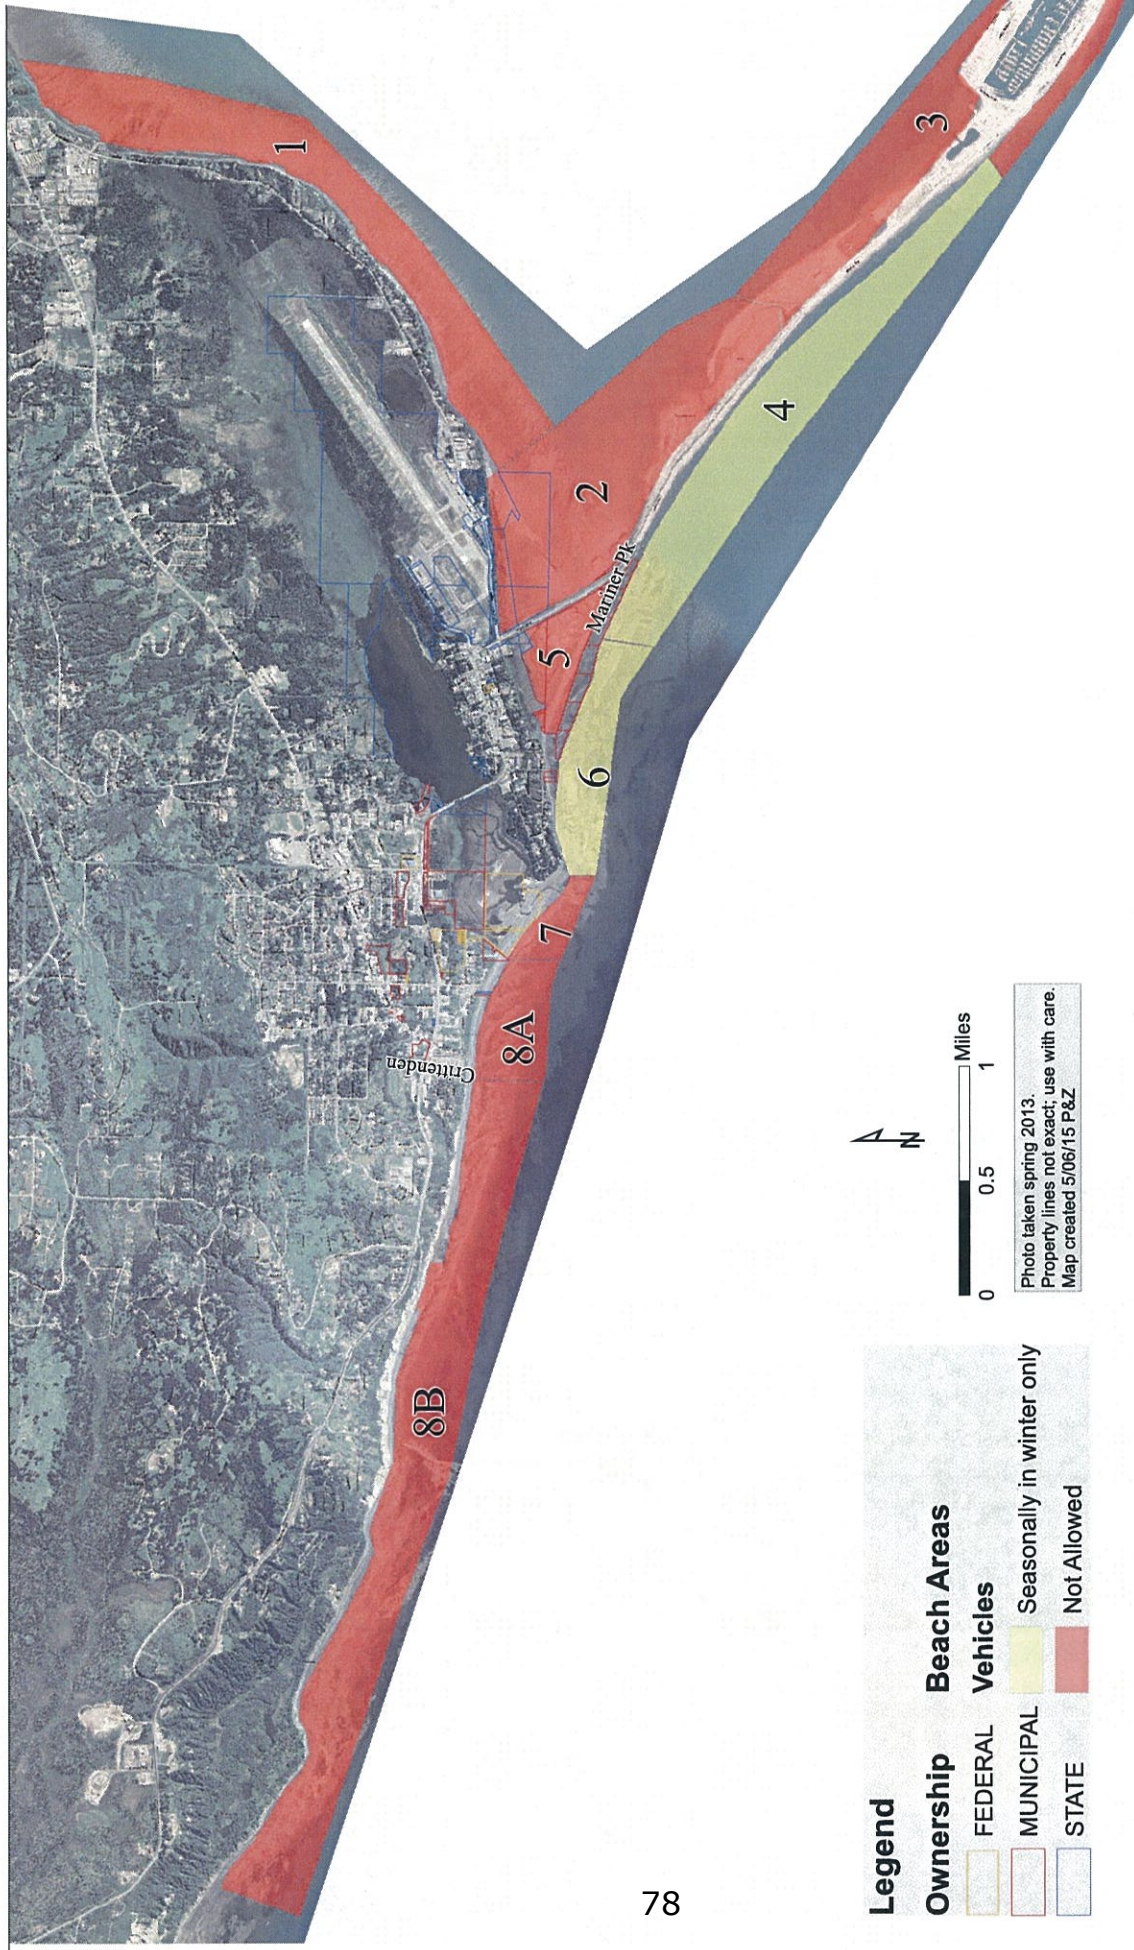 1
2
3
4
5
6
7
8A
8B
Mariner Pk
Crittenden
N
0 0.5 1 Miles
Photo taken spring 2013.
Property lines not exact; use with care.
Map created 5/06/15 P&Z
Legend
Ownership
FEDERAL
MUNICIPAL
STATE
Beach Areas
Vehicles
Seasonally in winter only
Not Allowed
78